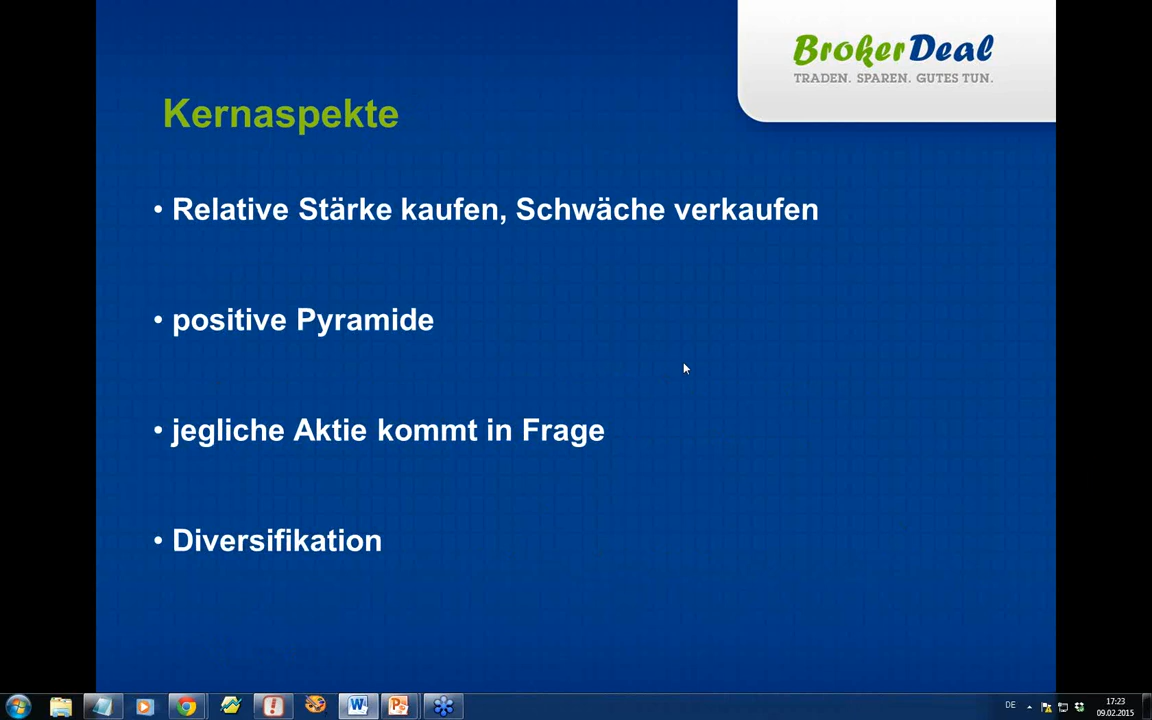 BrokerDeal
TRADEN. SPAREN. GUTES TUN.
Kernaspekte
• Relative Stärke kaufen, Schwäche verkaufen
• positive Pyramide
• jegliche Aktie kommt in Frage
• Diversifikation
DE
17:23
09.02.2015